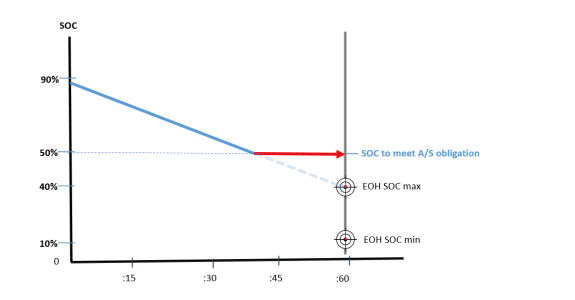 SOC
90%
50%
SOC to meet A/S obligation
40%
EOH SOC max
EOH SOC min
10%
0
:15
:30
:45
:60